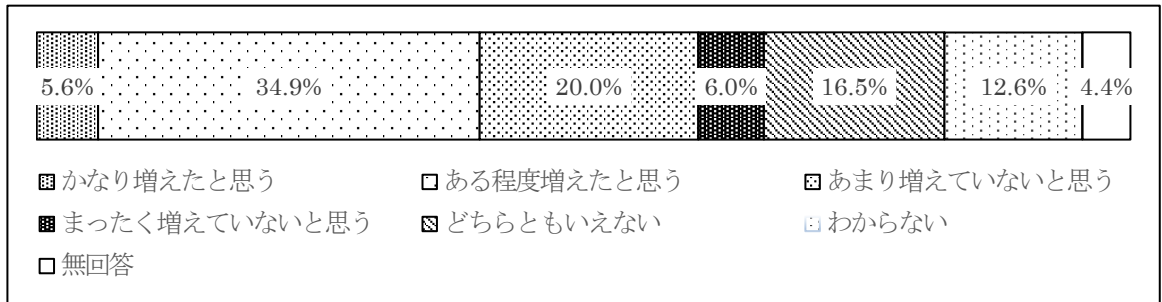 5.6% 34.9% 20.0% 6.0% 16.5% 12.6% 4.4%
かなり増えたと思う ある程度増えたと思う あまり増えていないと思う
まったく増えていないと思う どちらともいえない わからない
無回答